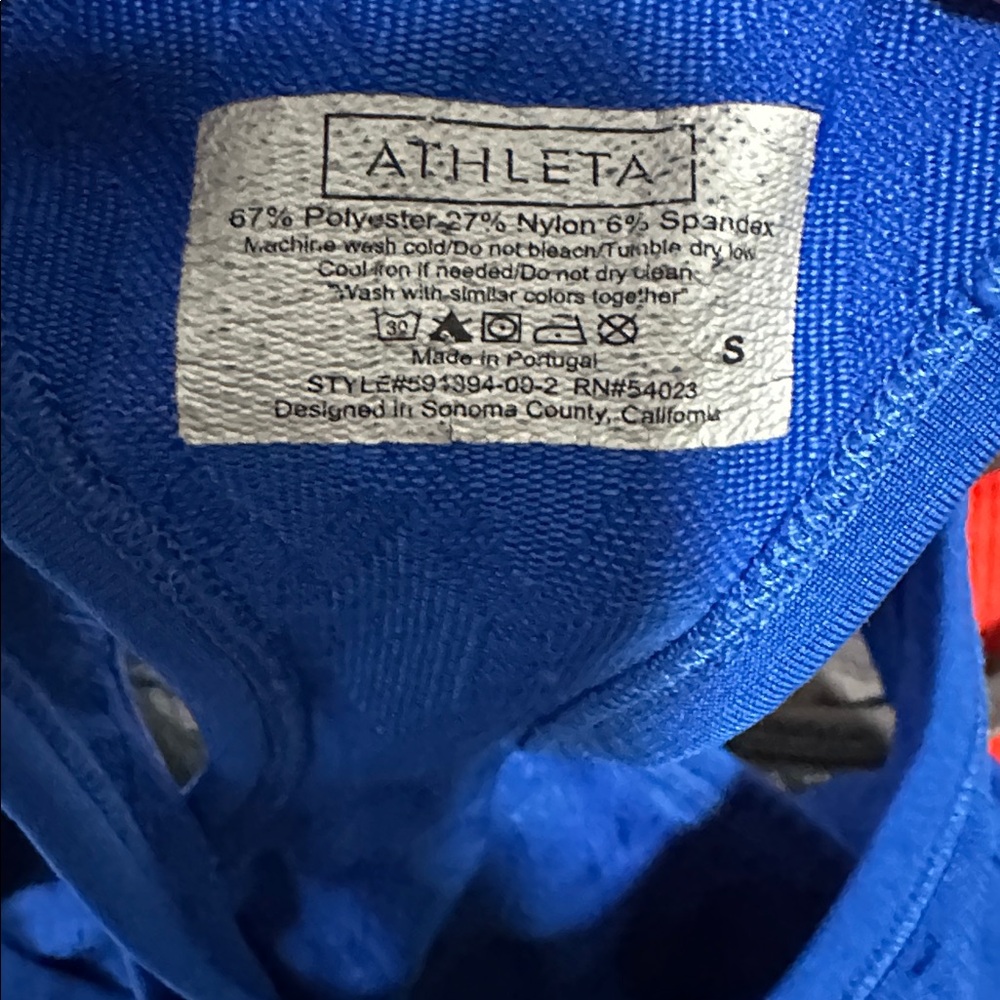 ATHLETA
67% Polyester 27% Nylon 6% Spandex
Machine wash cold/Do not bleach/Tumble dry low
Cool iron if needed/Do not dry clean
"Wash with similar colors together"
30
S
Made in Portugal
STYLE#591394-00-2 RN#54023
Designed in Sonoma County, California